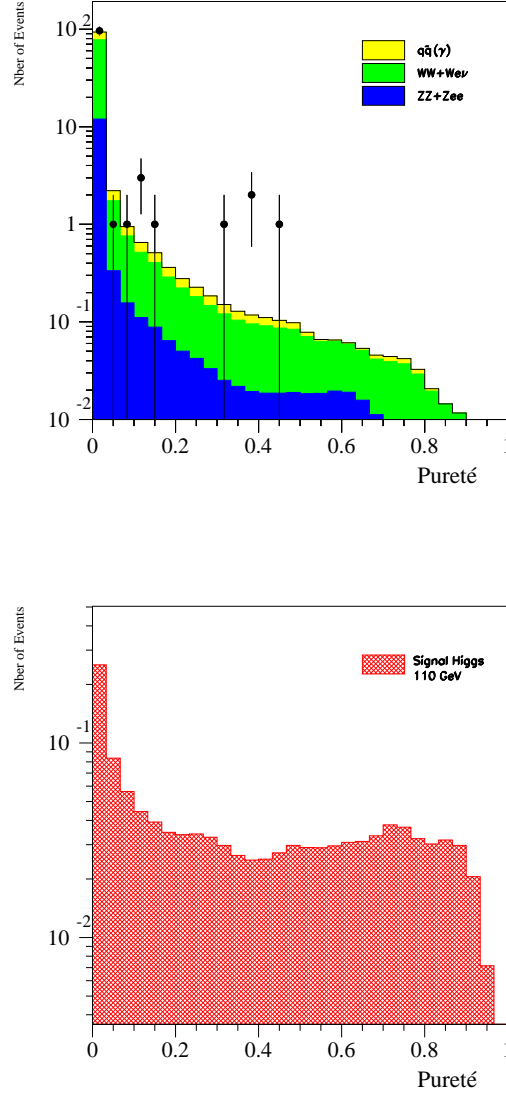 Nber of Events
10^2
10
1
10^-1
10^-2
qq̄(γ)
WW+Weν
ZZ+Zee
0 0.2 0.4 0.6 0.8 1
Pureté
Nber of Events
10^-1
10^-2
Signal Higgs
110 GeV
0 0.2 0.4 0.6 0.8 1
Pureté